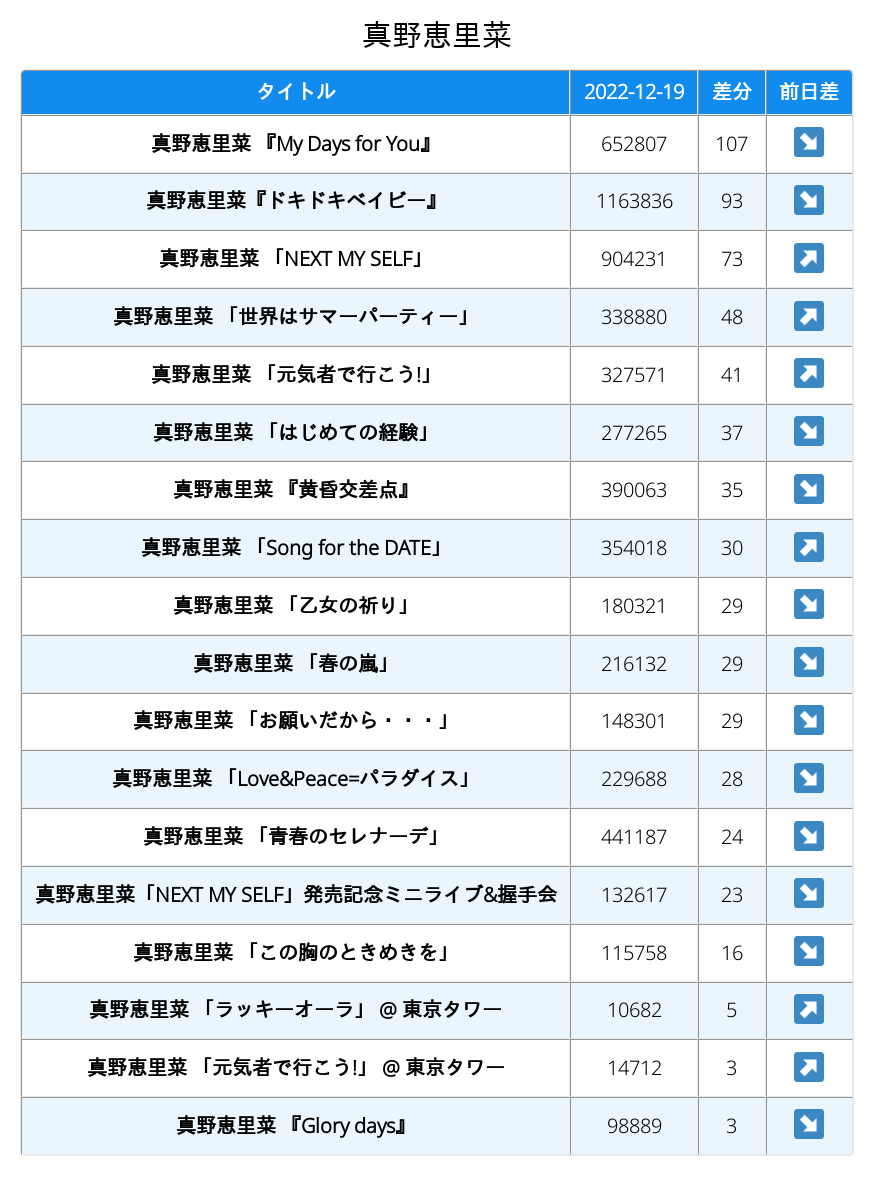 真野恵里菜
タイトル 2022-12-19 差分 前日差
真野恵里菜 『My Days for You』 652807 107 ↘
真野恵里菜『ドキドキベイビー』 1163836 93 ↘
真野恵里菜 「NEXT MY SELF」 904231 73 ↗
真野恵里菜 「世界はサマーパーティー」 338880 48 ↗
真野恵里菜 「元気者で行こう!」 327571 41 ↗
真野恵里菜 「はじめての経験」 277265 37 ↘
真野恵里菜 『黄昏交差点』 390063 35 ↘
真野恵里菜 「Song for the DATE」 354018 30 ↗
真野恵里菜 「乙女の祈り」 180321 29 ↘
真野恵里菜 「春の嵐」 216132 29 ↘
真野恵里菜 「お願いだから・・・」 148301 29 ↘
真野恵里菜 「Love&Peace=パラダイス」 229688 28 ↘
真野恵里菜 「青春のセレナーデ」 441187 24 ↘
真野恵里菜「NEXT MY SELF」発売記念ミニライブ&握手会 132617 23 ↘
真野恵里菜 「この胸のときめきを」 115758 16 ↘
真野恵里菜 「ラッキーオーラ」 @ 東京タワー 10682 5 ↗
真野恵里菜 「元気者で行こう!」 @ 東京タワー 14712 3 ↗
真野恵里菜 『Glory days』 98889 3 ↘